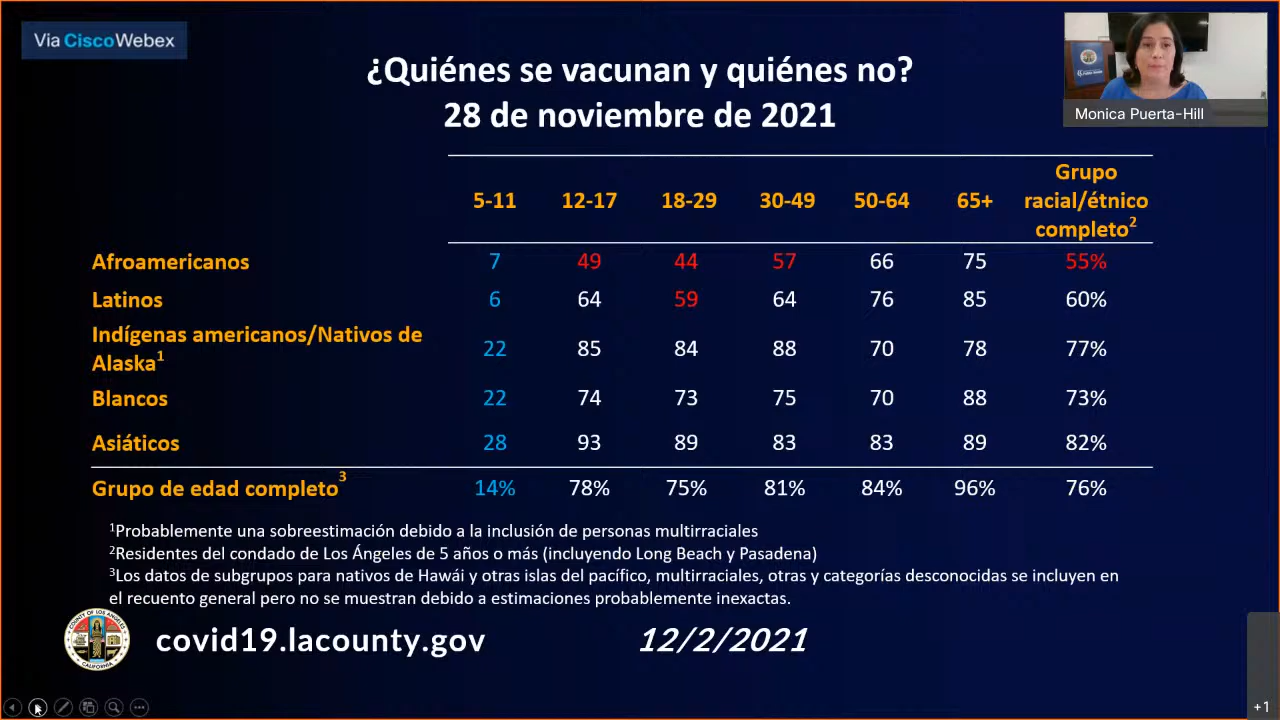 Via CiscoWebex
¿Quiénes se vacunan y quiénes no?
28 de noviembre de 2021
Monica Puerta-Hill
5-11 12-17 18-29 30-49 50-64 65+ Grupo
racial/étnico
completo²
Afroamericanos 7 49 44 57 66 75 55%
Latinos 6 64 59 64 76 85 60%
Indígenas americanos/Nativos de
Alaska¹ 22 85 84 88 70 78 77%
Blancos 22 74 73 75 70 88 73%
Asiáticos 28 93 89 83 83 89 82%
Grupo de edad completo³ 14% 78% 75% 81% 84% 96% 76%
¹Probablemente una sobreestimación debido a la inclusión de personas multirraciales
²Residentes del condado de Los Ángeles de 5 años o más (incluyendo Long Beach y Pasadena)
³Los datos de subgrupos para nativos de Hawái y otras islas del pacífico, multirraciales, otras y categorías desconocidas se incluyen en
el recuento general pero no se muestran debido a estimaciones probablemente inexactas.
COUNTY OF LOS ANGELES
CALIFORNIA
covid19.lacounty.gov 12/2/2021
+1